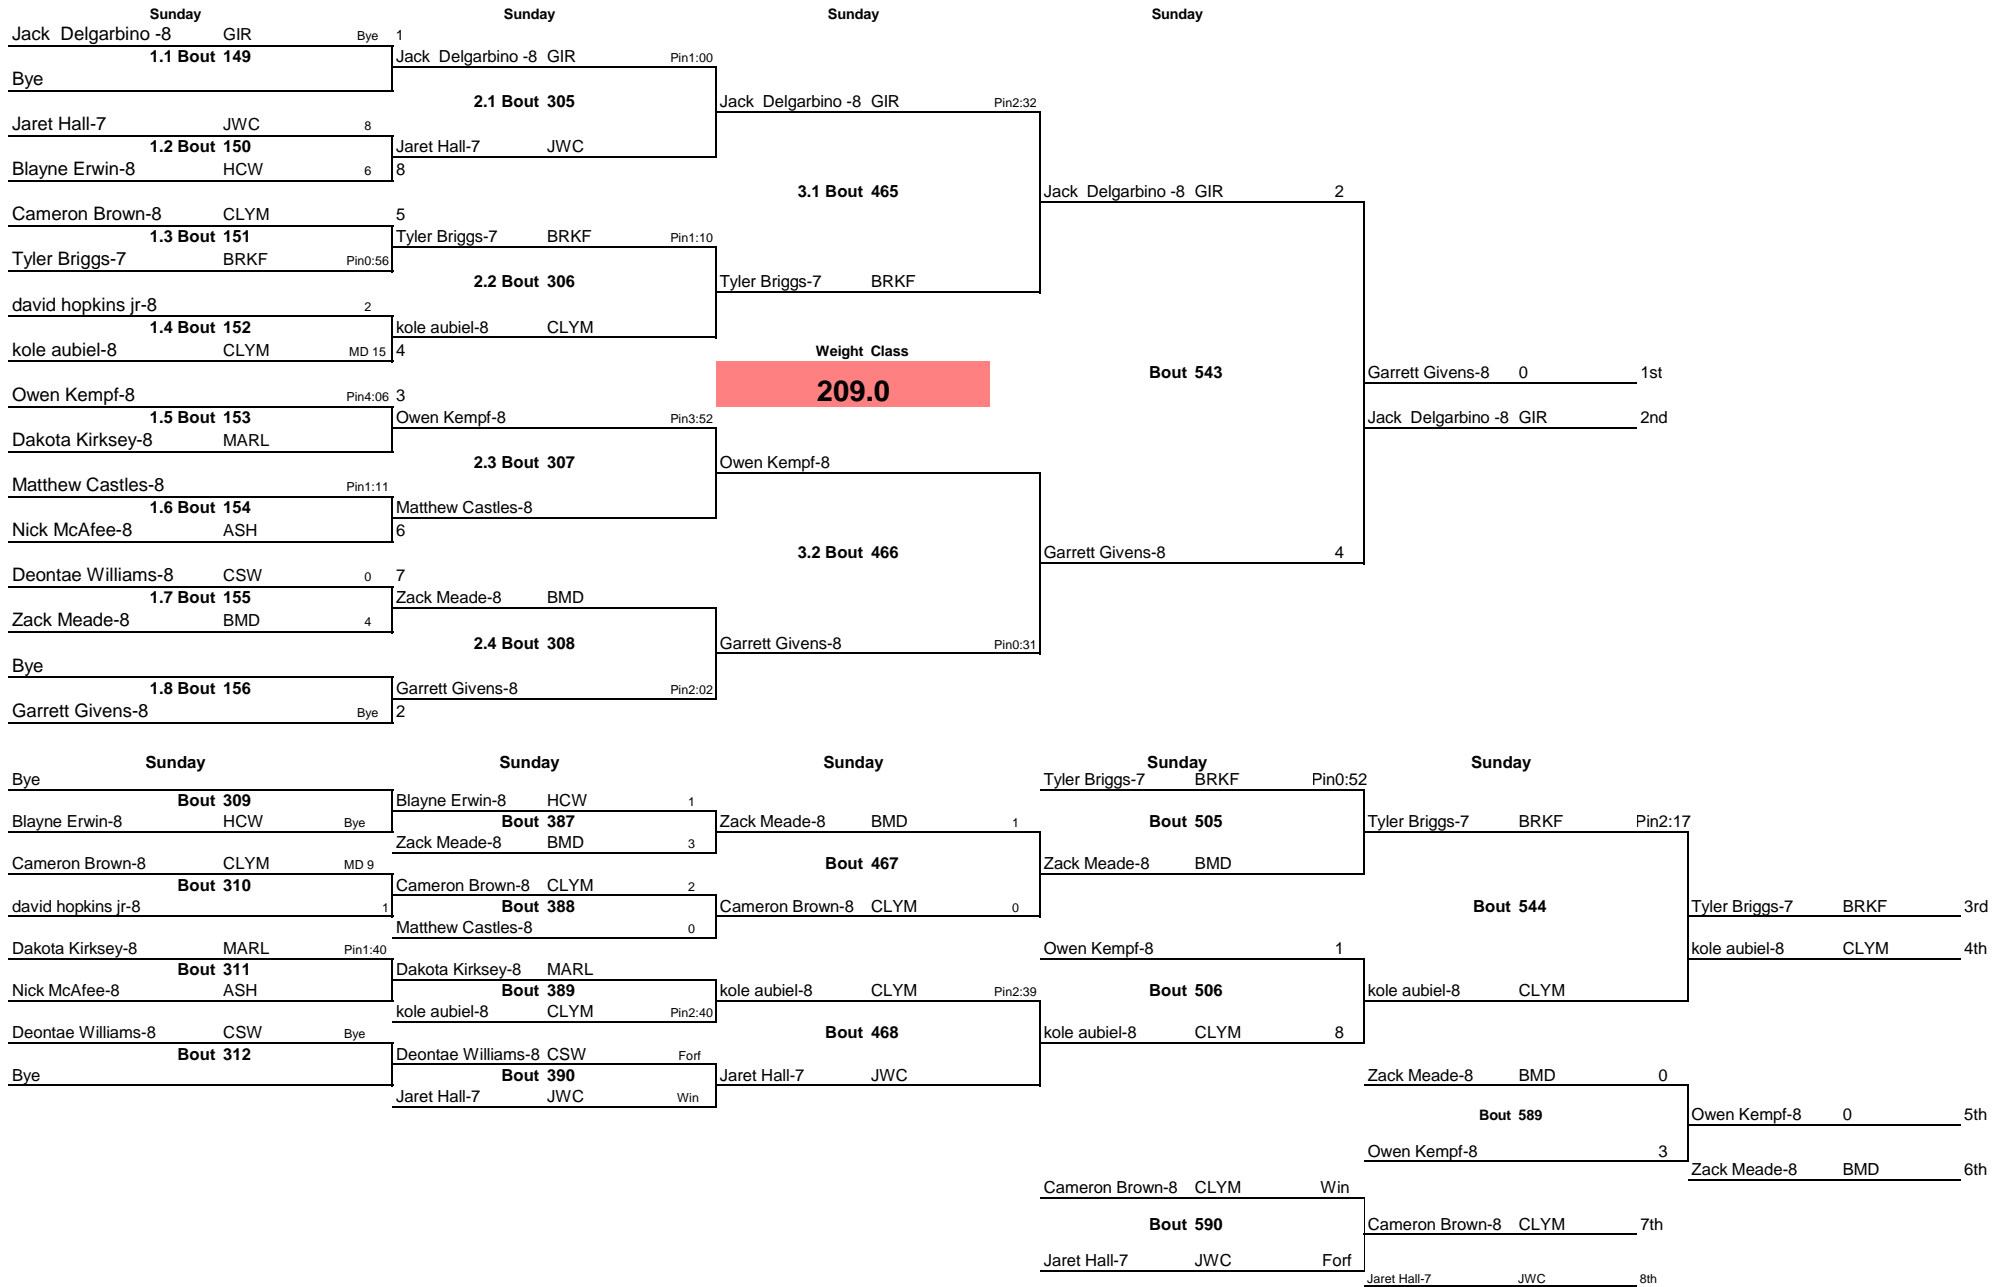 Sunday Sunday Sunday Sunday
Jack Delgarbino -8 GIR Bye 1
1.1 Bout 149 Jack Delgarbino -8 GIR Pin1:00
Bye
2.1 Bout 305 Jack Delgarbino -8 GIR Pin2:32
Jaret Hall-7 JWC 8
1.2 Bout 150 Jaret Hall-7 JWC
Blayne Erwin-8 HCW 6 8
3.1 Bout 465 Jack Delgarbino -8 GIR 2
Cameron Brown-8 CLYM 5
1.3 Bout 151 Tyler Briggs-7 BRKF Pin1:10
Tyler Briggs-7 BRKF Pin0:56
2.2 Bout 306 Tyler Briggs-7 BRKF
david hopkins jr-8 2
1.4 Bout 152 kole aubiel-8 CLYM
kole aubiel-8 CLYM MD 15 4 Weight Class
Bout 543 Garrett Givens-8 0 1st
Owen Kempf-8 Pin4:06 3 209.0
1.5 Bout 153 Owen Kempf-8 Pin3:52 Jack Delgarbino -8 GIR 2nd
Dakota Kirksey-8 MARL
2.3 Bout 307 Owen Kempf-8
Matthew Castles-8 Pin1:11
1.6 Bout 154 Matthew Castles-8
Nick McAfee-8 ASH 6
3.2 Bout 466 Garrett Givens-8 4
Deontae Williams-8 CSW 0 7
1.7 Bout 155 Zack Meade-8 BMD
Zack Meade-8 BMD 4
2.4 Bout 308 Garrett Givens-8 Pin0:31
Bye
1.8 Bout 156 Garrett Givens-8 Pin2:02
Garrett Givens-8 Bye 2
Sunday Sunday Sunday Sunday Sunday
Bye Tyler Briggs-7 BRKF Pin0:52
Bout 309 Blayne Erwin-8 HCW 1
Blayne Erwin-8 HCW Bye Bout 387 Zack Meade-8 BMD 1 Bout 505 Tyler Briggs-7 BRKF Pin2:17
Zack Meade-8 BMD 3
Cameron Brown-8 CLYM MD 9 Bout 467 Zack Meade-8 BMD
Bout 310 Cameron Brown-8 CLYM 2
david hopkins jr-8 1 Bout 388 Cameron Brown-8 CLYM 0 Bout 544 Tyler Briggs-7 BRKF 3rd
Matthew Castles-8 0
Dakota Kirksey-8 MARL Pin1:40 Owen Kempf-8 1 kole aubiel-8 CLYM 4th
Bout 311 Dakota Kirksey-8 MARL
Nick McAfee-8 ASH Bout 389 kole aubiel-8 CLYM Pin2:39 Bout 506 kole aubiel-8 CLYM
kole aubiel-8 CLYM Pin2:40
Deontae Williams-8 CSW Bye Bout 468 kole aubiel-8 CLYM 8
Bout 312 Deontae Williams-8 CSW Forf
Bye Bout 390 Jaret Hall-7 JWC Zack Meade-8 BMD 0
Jaret Hall-7 JWC Win
Bout 589 Owen Kempf-8 0 5th
Owen Kempf-8 3
Zack Meade-8 BMD 6th
Cameron Brown-8 CLYM Win
Bout 590 Cameron Brown-8 CLYM 7th
Jaret Hall-7 JWC Forf
Jaret Hall-7 JWC 8th